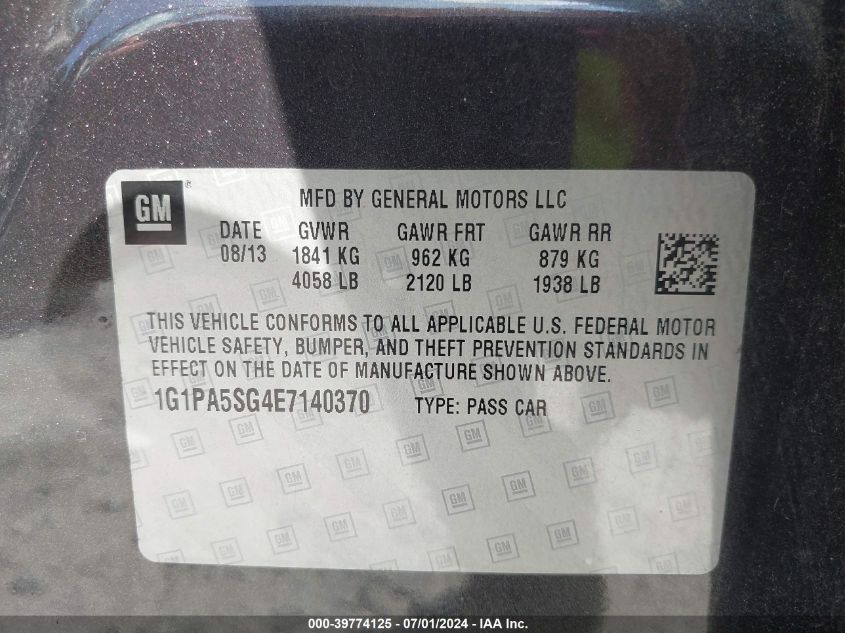 GM ®
MFD BY GENERAL MOTORS LLC
DATE GVWR GAWR FRT GAWR RR
08/13 1841 KG 962 KG 879 KG
4058 LB 2120 LB 1938 LB
THIS VEHICLE CONFORMS TO ALL APPLICABLE U.S. FEDERAL MOTOR
VEHICLE SAFETY, BUMPER, AND THEFT PREVENTION STANDARDS IN
EFFECT ON THE DATE OF MANUFACTURE SHOWN ABOVE.
1G1PA5SG4E7140370 TYPE: PASS CAR
000-39774125 - 07/01/2024 - IAA Inc.